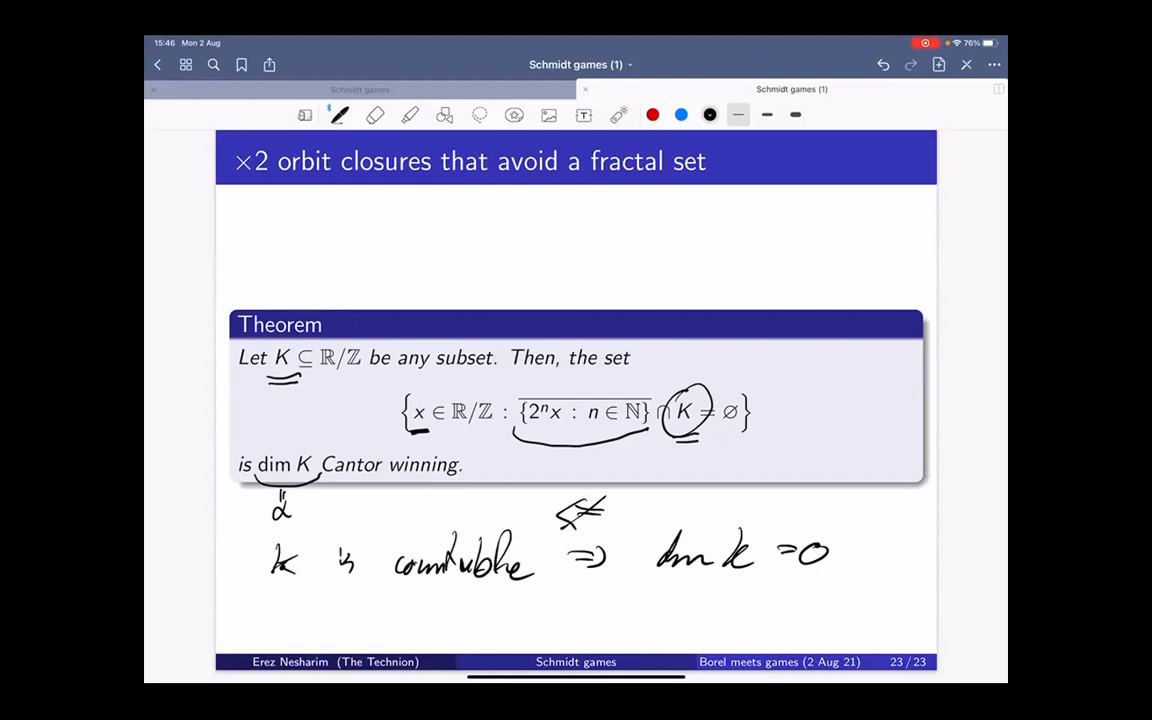 15:46 Mon 2 Aug
76%
Schmidt games (1)
Schmidt games
Schmidt games (1)
×2 orbit closures that avoid a fractal set
Theorem
Let K ⊆ ℝ/ℤ be any subset. Then, the set
{x ∈ ℝ/ℤ : \overline{{2ⁿx : n ∈ ℕ}} ∩ K = ∅}
is dim K Cantor winning.
=
α
K is countable ⇒ dim K = 0
Erez Nesharim (The Technion) Schmidt games Borel meets games (2 Aug 21) 23 / 23